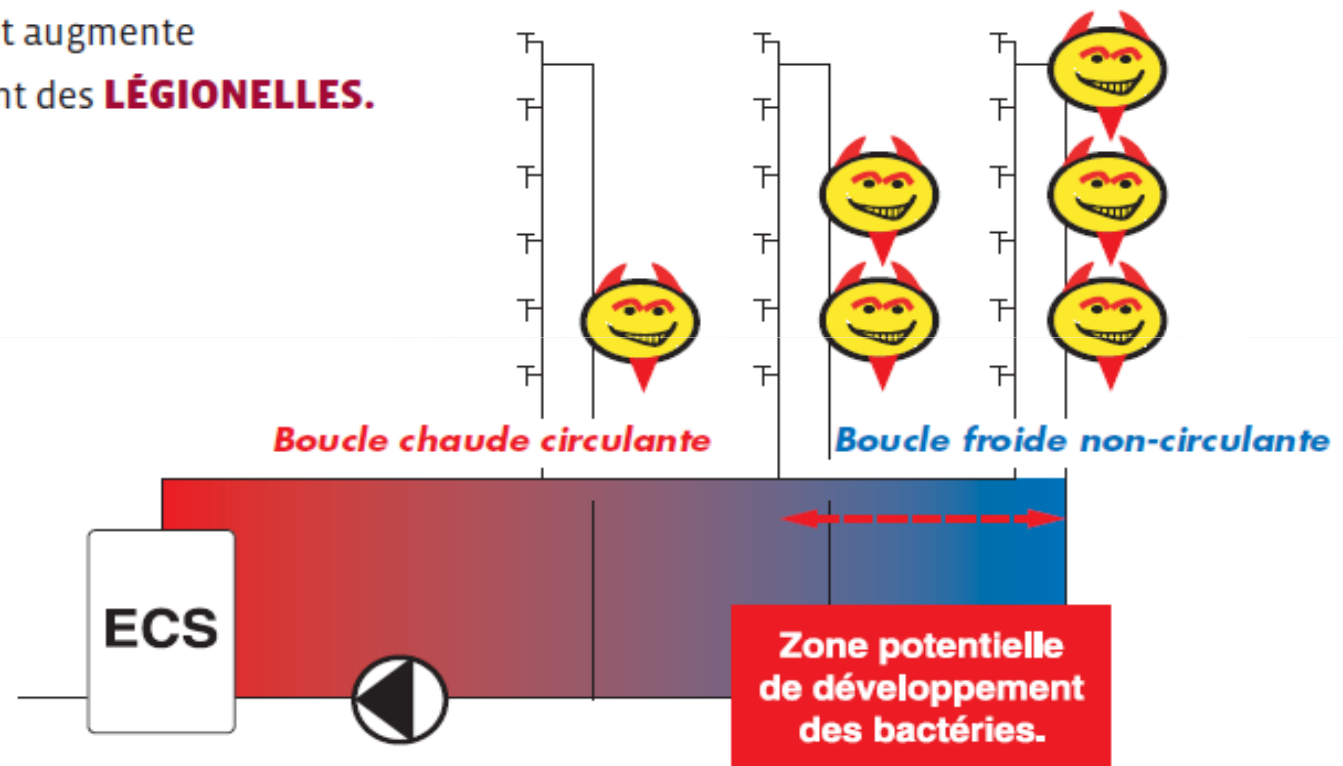 t augmente
nt des LÉGIONELLES.
Boucle chaude circulante
Boucle froide non-circulante
ECS
Zone potentielle
de développement
des bactéries.